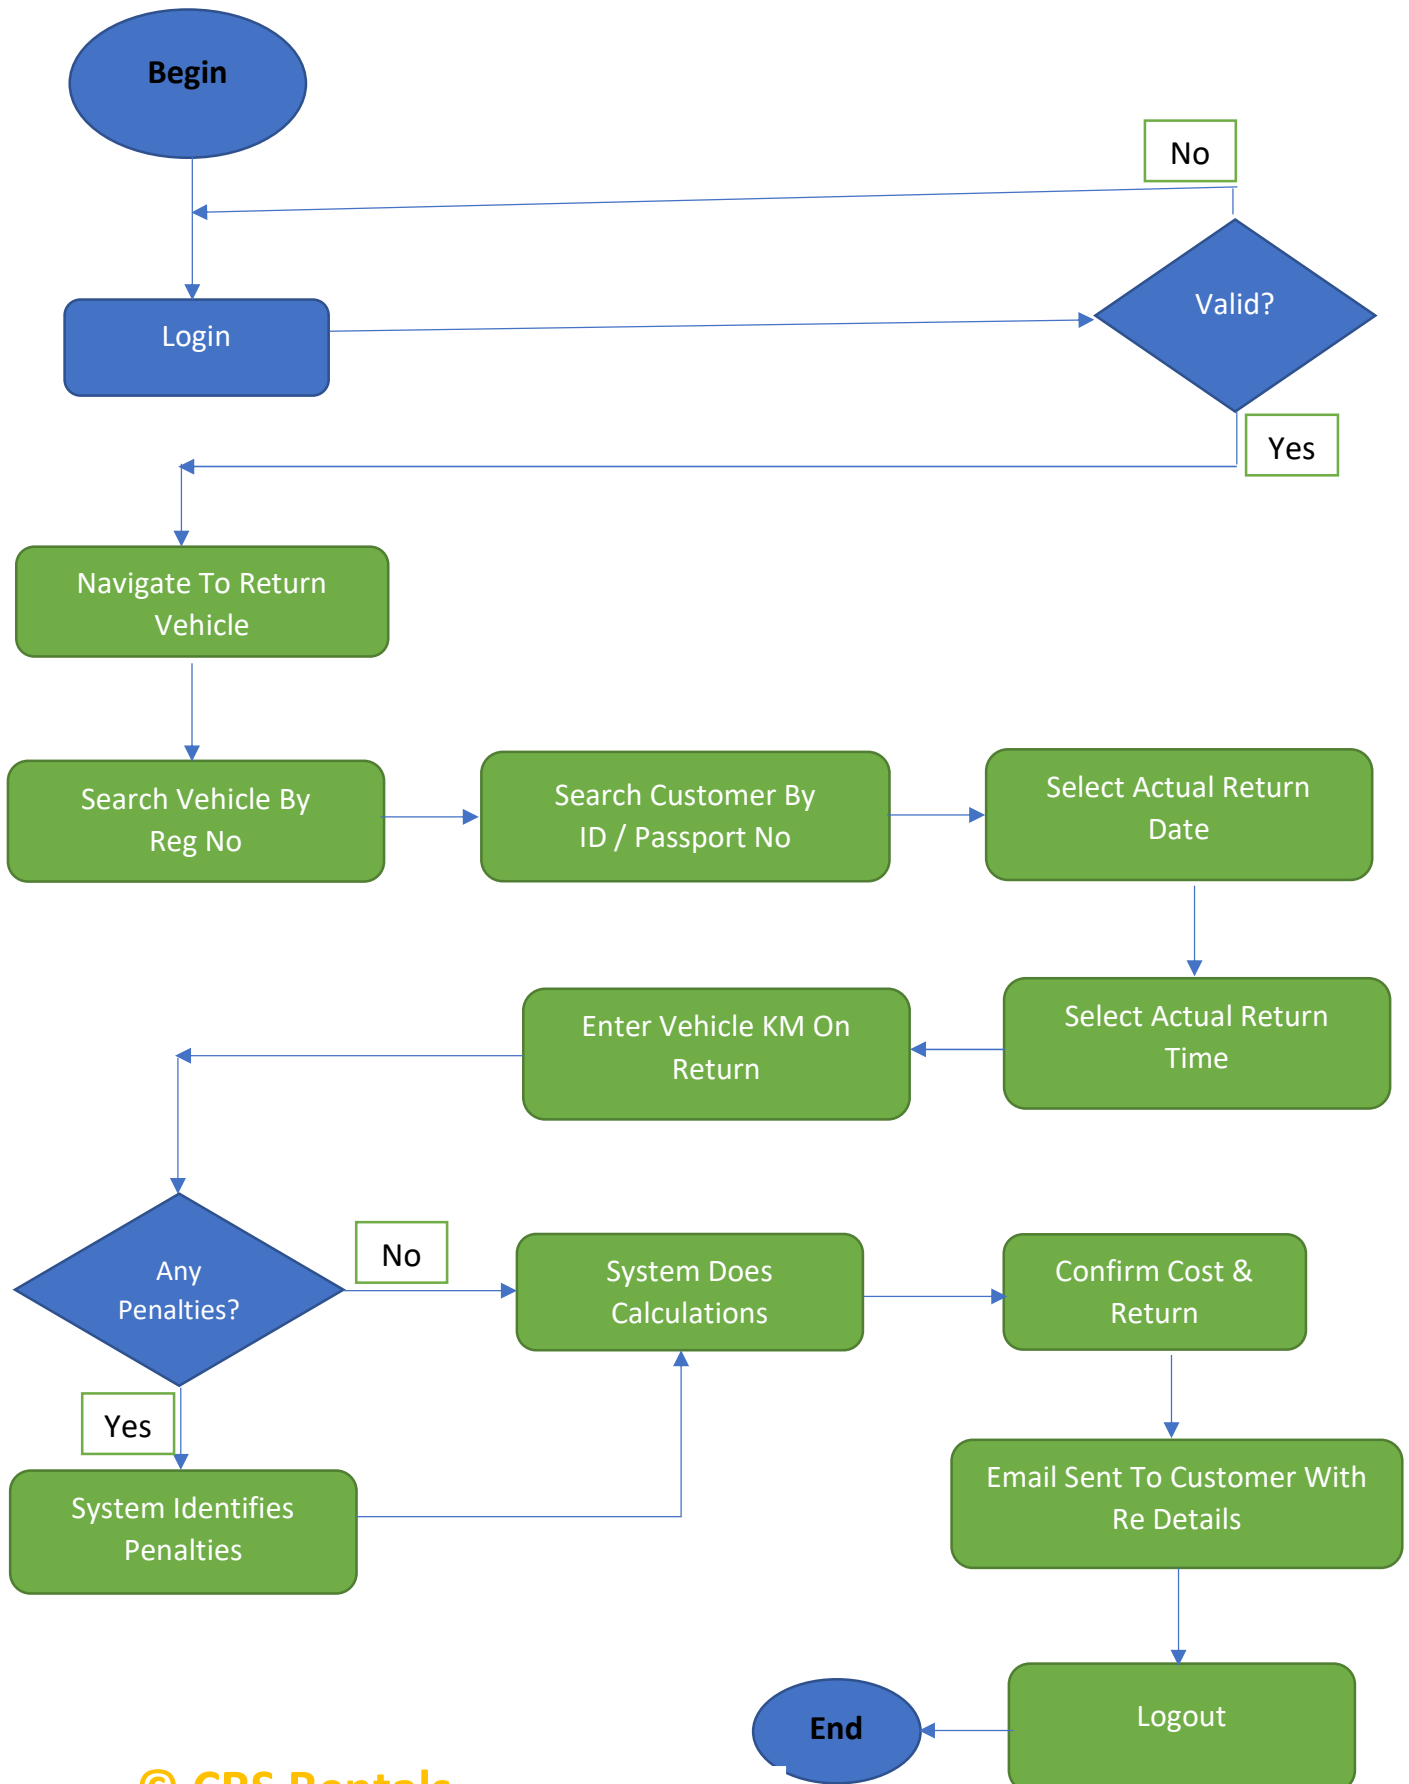 Begin
No
Valid?
Login
Yes
Navigate To Return
Vehicle
Search Vehicle By
Reg No
Search Customer By
ID / Passport No
Select Actual Return
Date
Select Actual Return
Time
Enter Vehicle KM On
Return
Any
Penalties?
No
System Does
Calculations
Confirm Cost &
Return
Yes
System Identifies
Penalties
Email Sent To Customer With
Re Details
Logout
End
© CRS Rentals